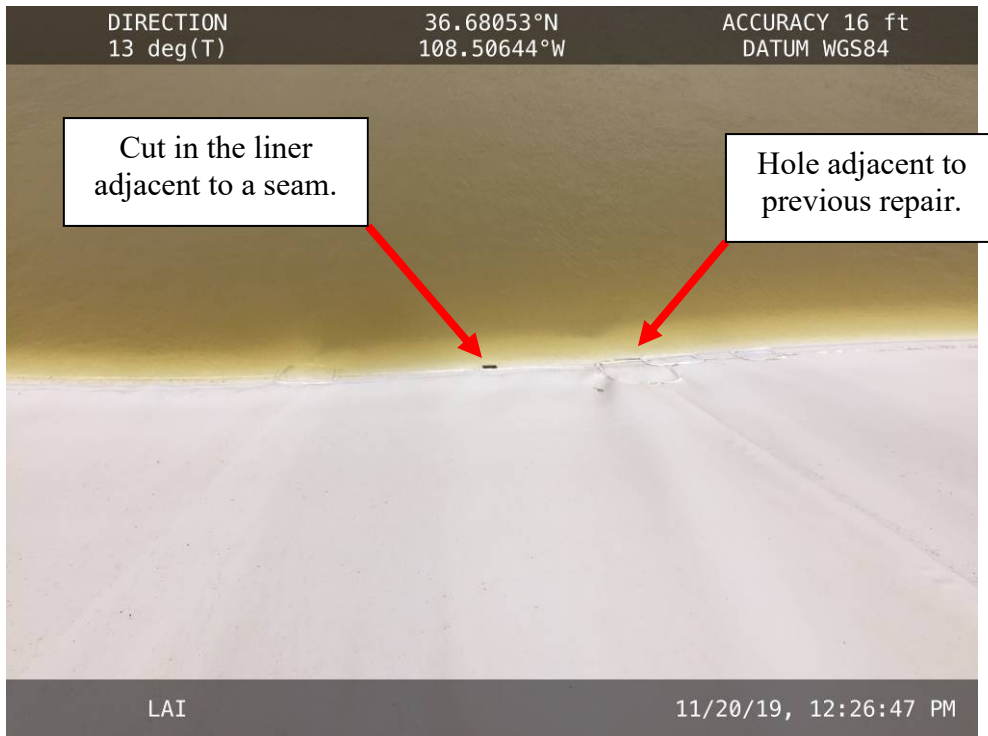 DIRECTION
13 deg(T)
36.68053°N
108.50644°W
ACCURACY 16 ft
DATUM WGS84
Cut in the liner
adjacent to a seam.
Hole adjacent to
previous repair.
LAI
11/20/19, 12:26:47 PM